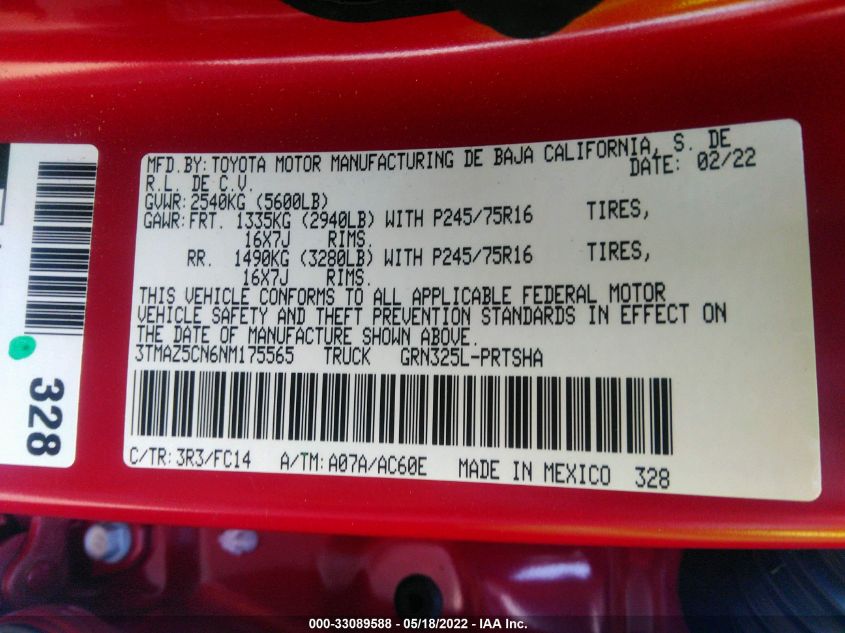 MFD.BY: TOYOTA MOTOR MANUFACTURING DE BAJA CALIFORNIA, S. DE
R.L. DE C.V. DATE: 02/22
GVWR: 2540KG (5600LB)
GAWR: FRT. 1335KG (2940LB) WITH P245/75R16 TIRES,
16X7J RIMS.
RR. 1490KG (3280LB) WITH P245/75R16 TIRES,
16X7J RIMS.
THIS VEHICLE CONFORMS TO ALL APPLICABLE FEDERAL MOTOR
VEHICLE SAFETY AND THEFT PREVENTION STANDARDS IN EFFECT ON
THE DATE OF MANUFACTURE SHOWN ABOVE.
3TMAZ5CN6NM175565 TRUCK GRN325L-PRTSHA
C/TR: 3R3/FC14 A/TM: A07A/AC60E MADE IN MEXICO 328
328
000-33089588 - 05/18/2022 - IAA Inc.